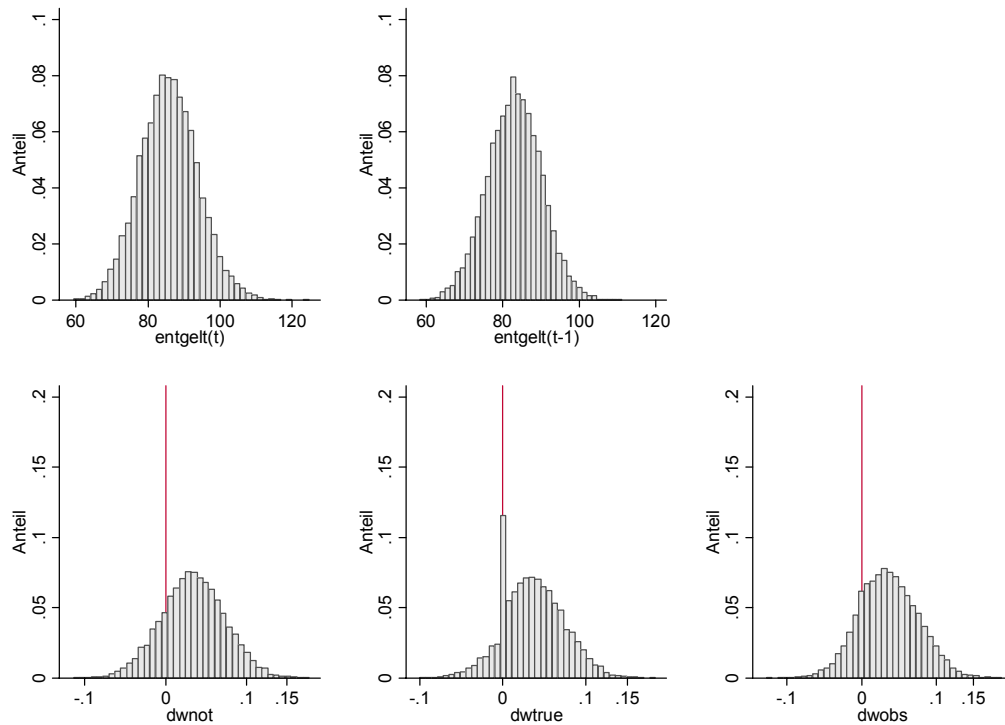 Anteil
0 .02 .04 .06 .08 .1
60 80 100 120
entgelt(t)
Anteil
0 .02 .04 .06 .08 .1
60 80 100 120
entgelt(t-1)
Anteil
0 .05 .1 .15 .2
-.1 0 .1 .15
dwnot
Anteil
0 .05 .1 .15 .2
-.1 0 .1 .15
dwtrue
Anteil
0 .05 .1 .15 .2
-.1 0 .1 .15
dwobs